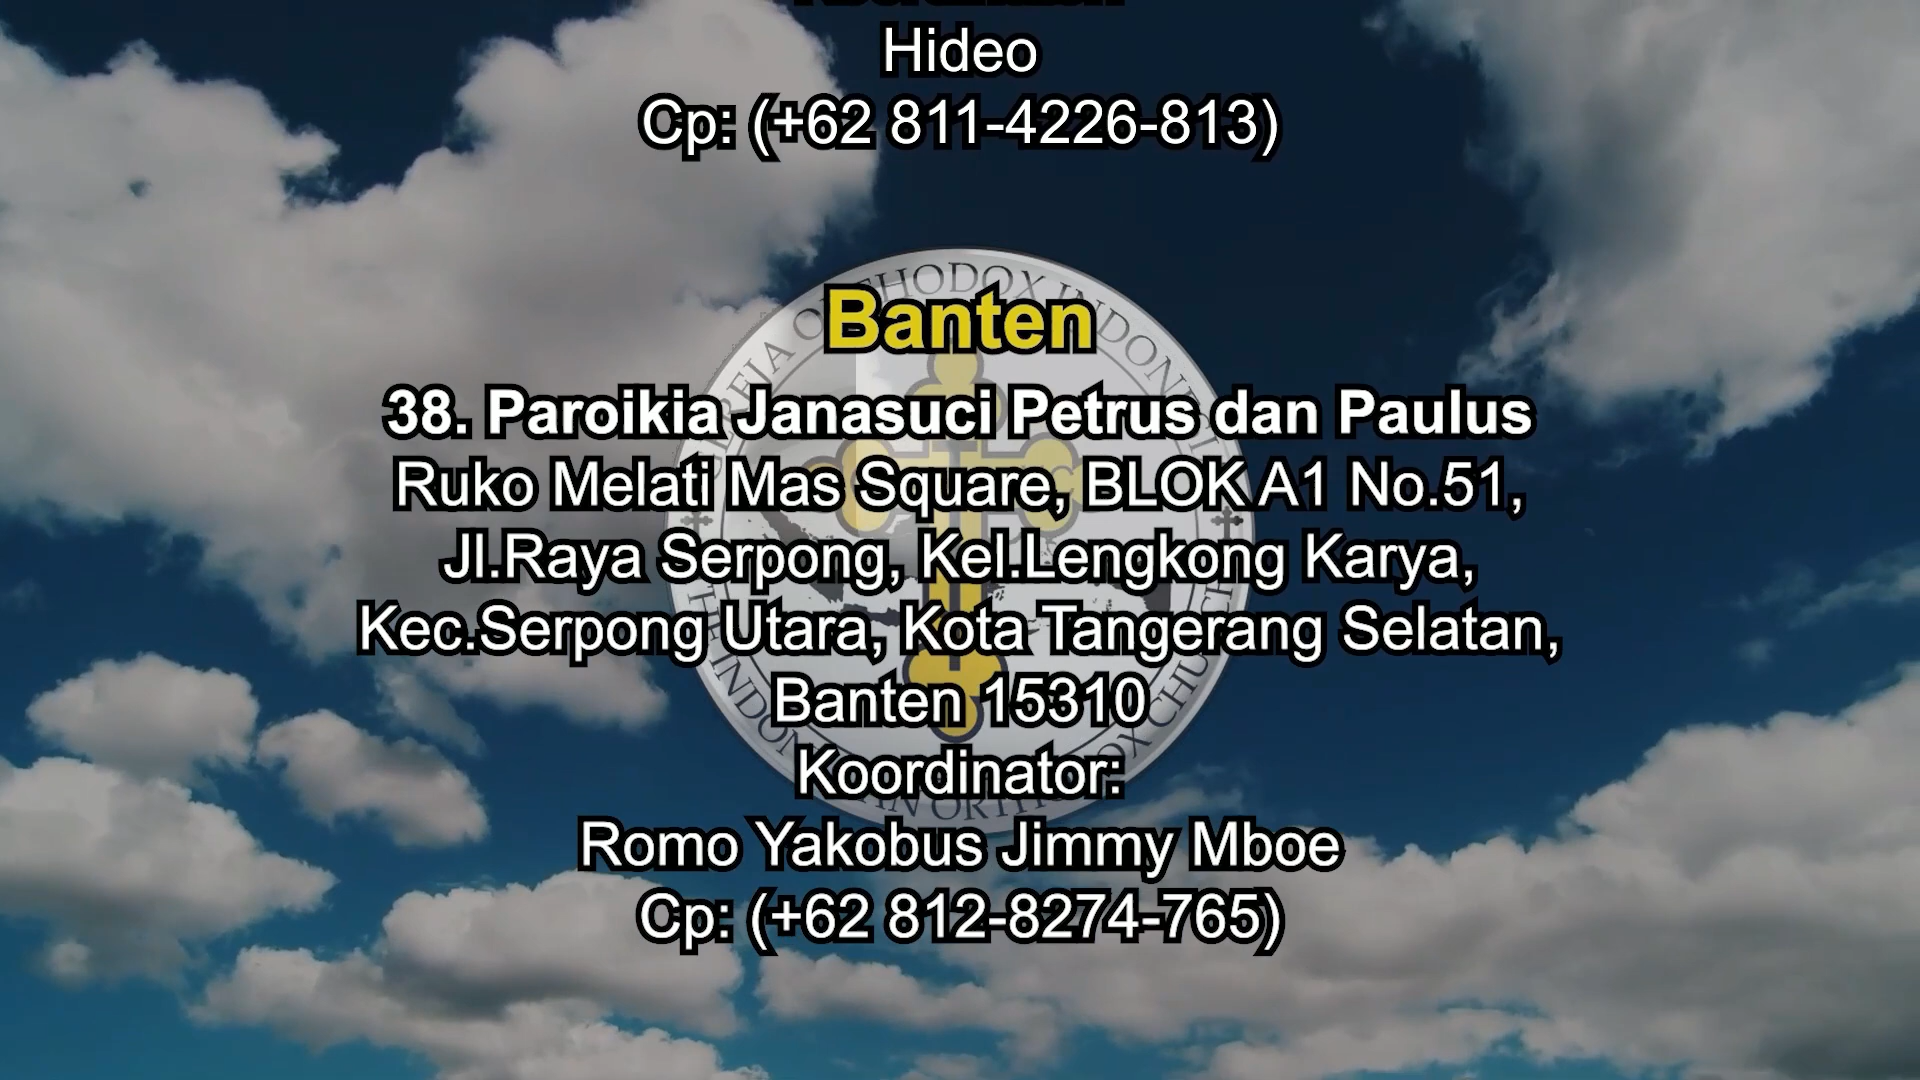 Hideo
Cp: (+62 811-4226-813)
Banten
38. Paroikia Janasuci Petrus dan Paulus
Ruko Melati Mas Square, BLOK A1 No.51,
Jl.Raya Serpong, Kel.Lengkong Karya,
Kec.Serpong Utara, Kota Tangerang Selatan,
Banten 15310
Koordinator:
Romo Yakobus Jimmy Mboe
Cp: (+62 812-8274-765)